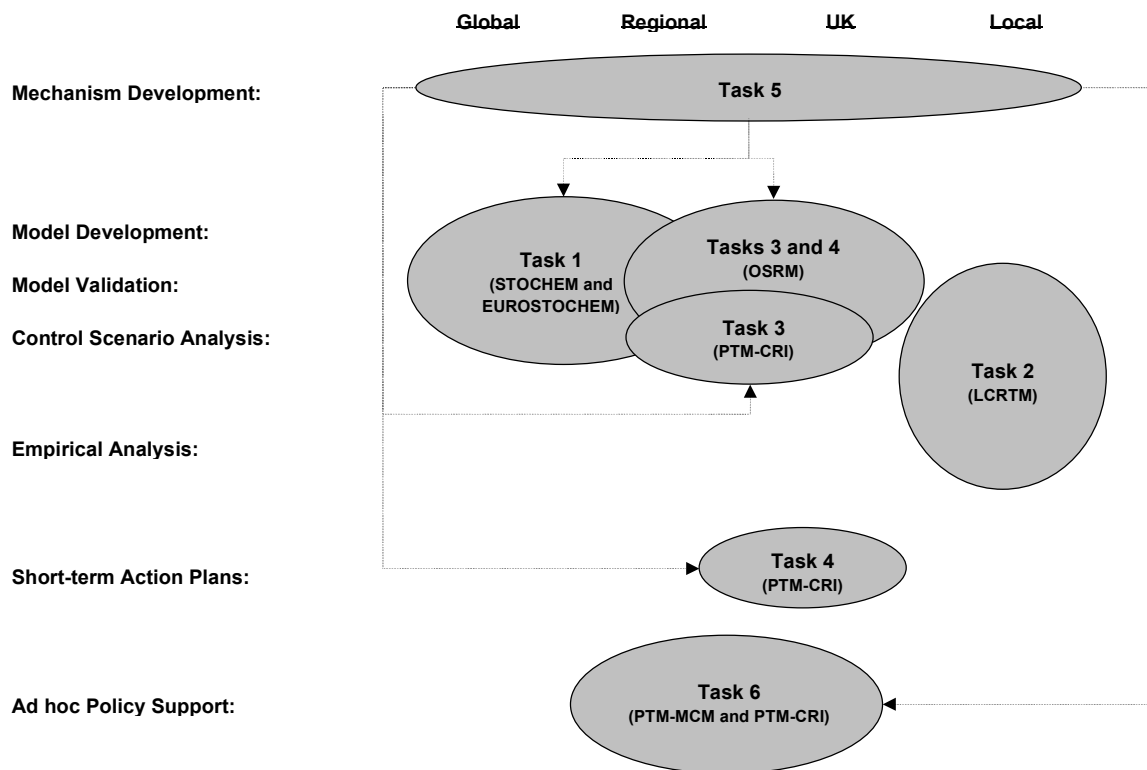 Global Regional UK Local
Mechanism Development:
Task 5
Model Development:
Model Validation:
Control Scenario Analysis:
Task 1
(STOCHEM and
EUROSTOCHEM)
Tasks 3 and 4
(OSRM)
Task 3
(PTM-CRI)
Task 2
(LCRTM)
Empirical Analysis:
Short-term Action Plans:
Task 4
(PTM-CRI)
Ad hoc Policy Support:
Task 6
(PTM-MCM and PTM-CRI)